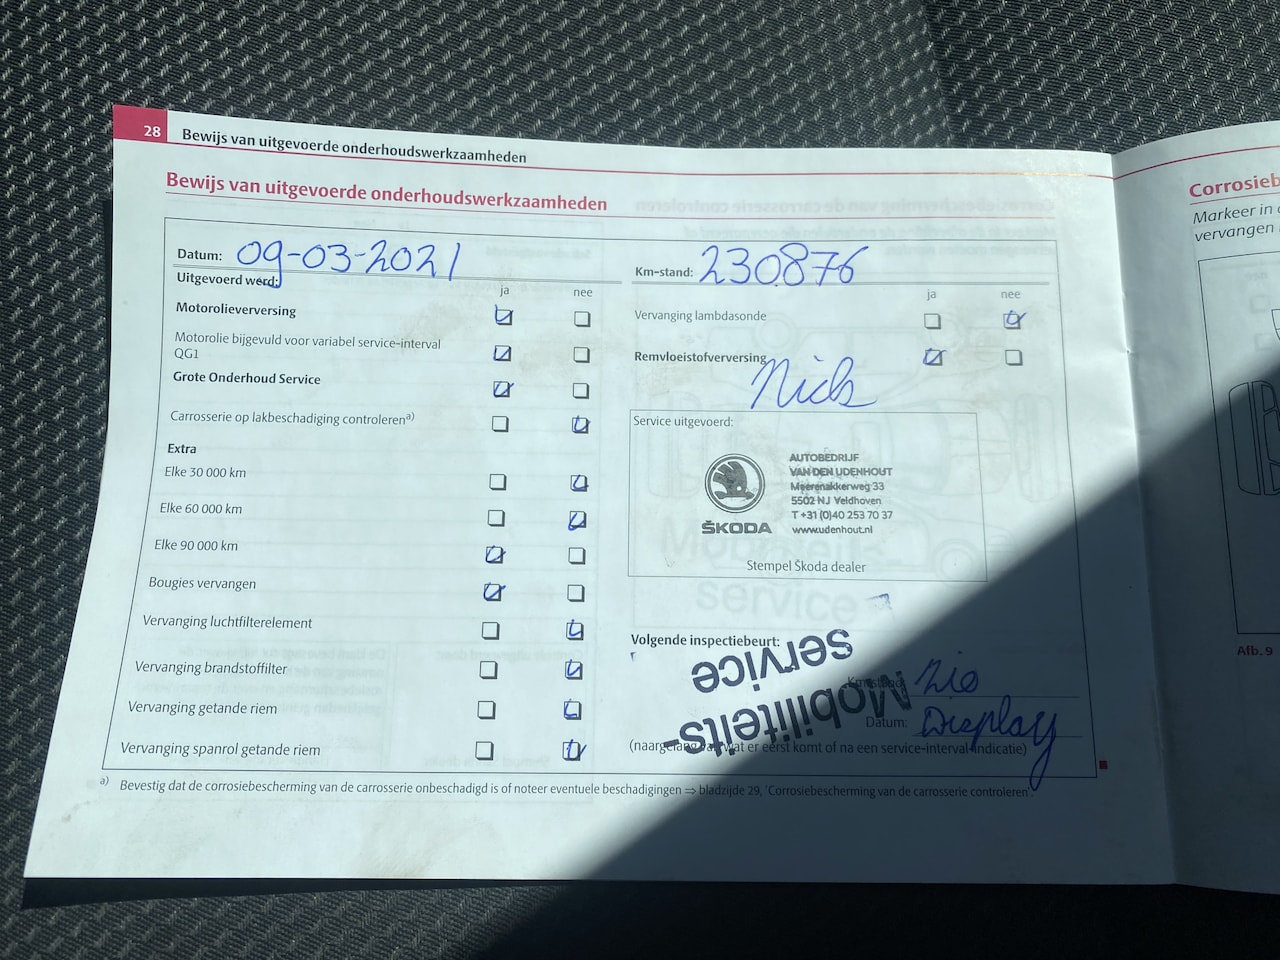 28 Bewijs van uitgevoerde onderhoudswerkzaamheden
Bewijs van uitgevoerde onderhoudswerkzaamheden
Datum: 09-03-2021
Uitgevoerd werd:
ja nee
Motorolieverversing
Motorolie bijgevuld voor variabel service-interval
QG1
Grote Onderhoud Service
Carrosserie op lakbeschadiging controleren a)
Extra
Elke 30 000 km
Elke 60 000 km
Elke 90 000 km
Bougies vervangen
Vervanging luchtfilterelement
Vervanging brandstoffilter
Vervanging getande riem
Vervanging spanrol getande riem
Km-stand: 230.876
ja nee
Vervanging lambdasonde
Remvloeistofverversing
Nick
Service uitgevoerd:
ŠKODA
AUTOBEDRIJF
VAN DEN UDENHOUT
Meerenakkerweg 33
5502 NJ Veldhoven
T +31 (0)40 253 70 37
www.udenhout.nl
Stempel Škoda dealer
Volgende inspectiebeurt:
Mobiliteits-
service
Km-stand: Zie
Datum: Display
(naargelang van wat er eerst komt of na een service-interval-indicatie)
a) Bevestig dat de corrosiebescherming van de carrosserie onbeschadigd is of noteer eventuele beschadigingen ⇒ bladzijde 29, "Corrosiebescherming van de carrosserie controleren".
Corrosieb
Markeer in
vervangen
Afb. 9